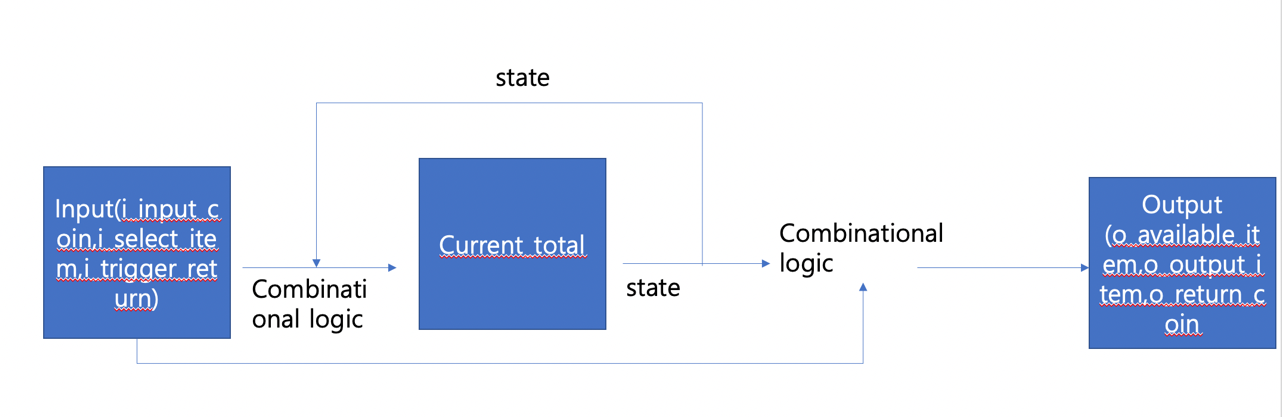 state
Input(i_input_c
oin,i_select_ite
m,i_trigger_ret
urn)
Combinati
onal logic
Current_total
state
Combinational
logic
Output
(o_available_it
em,o_output_i
tem,o_return_c
oin